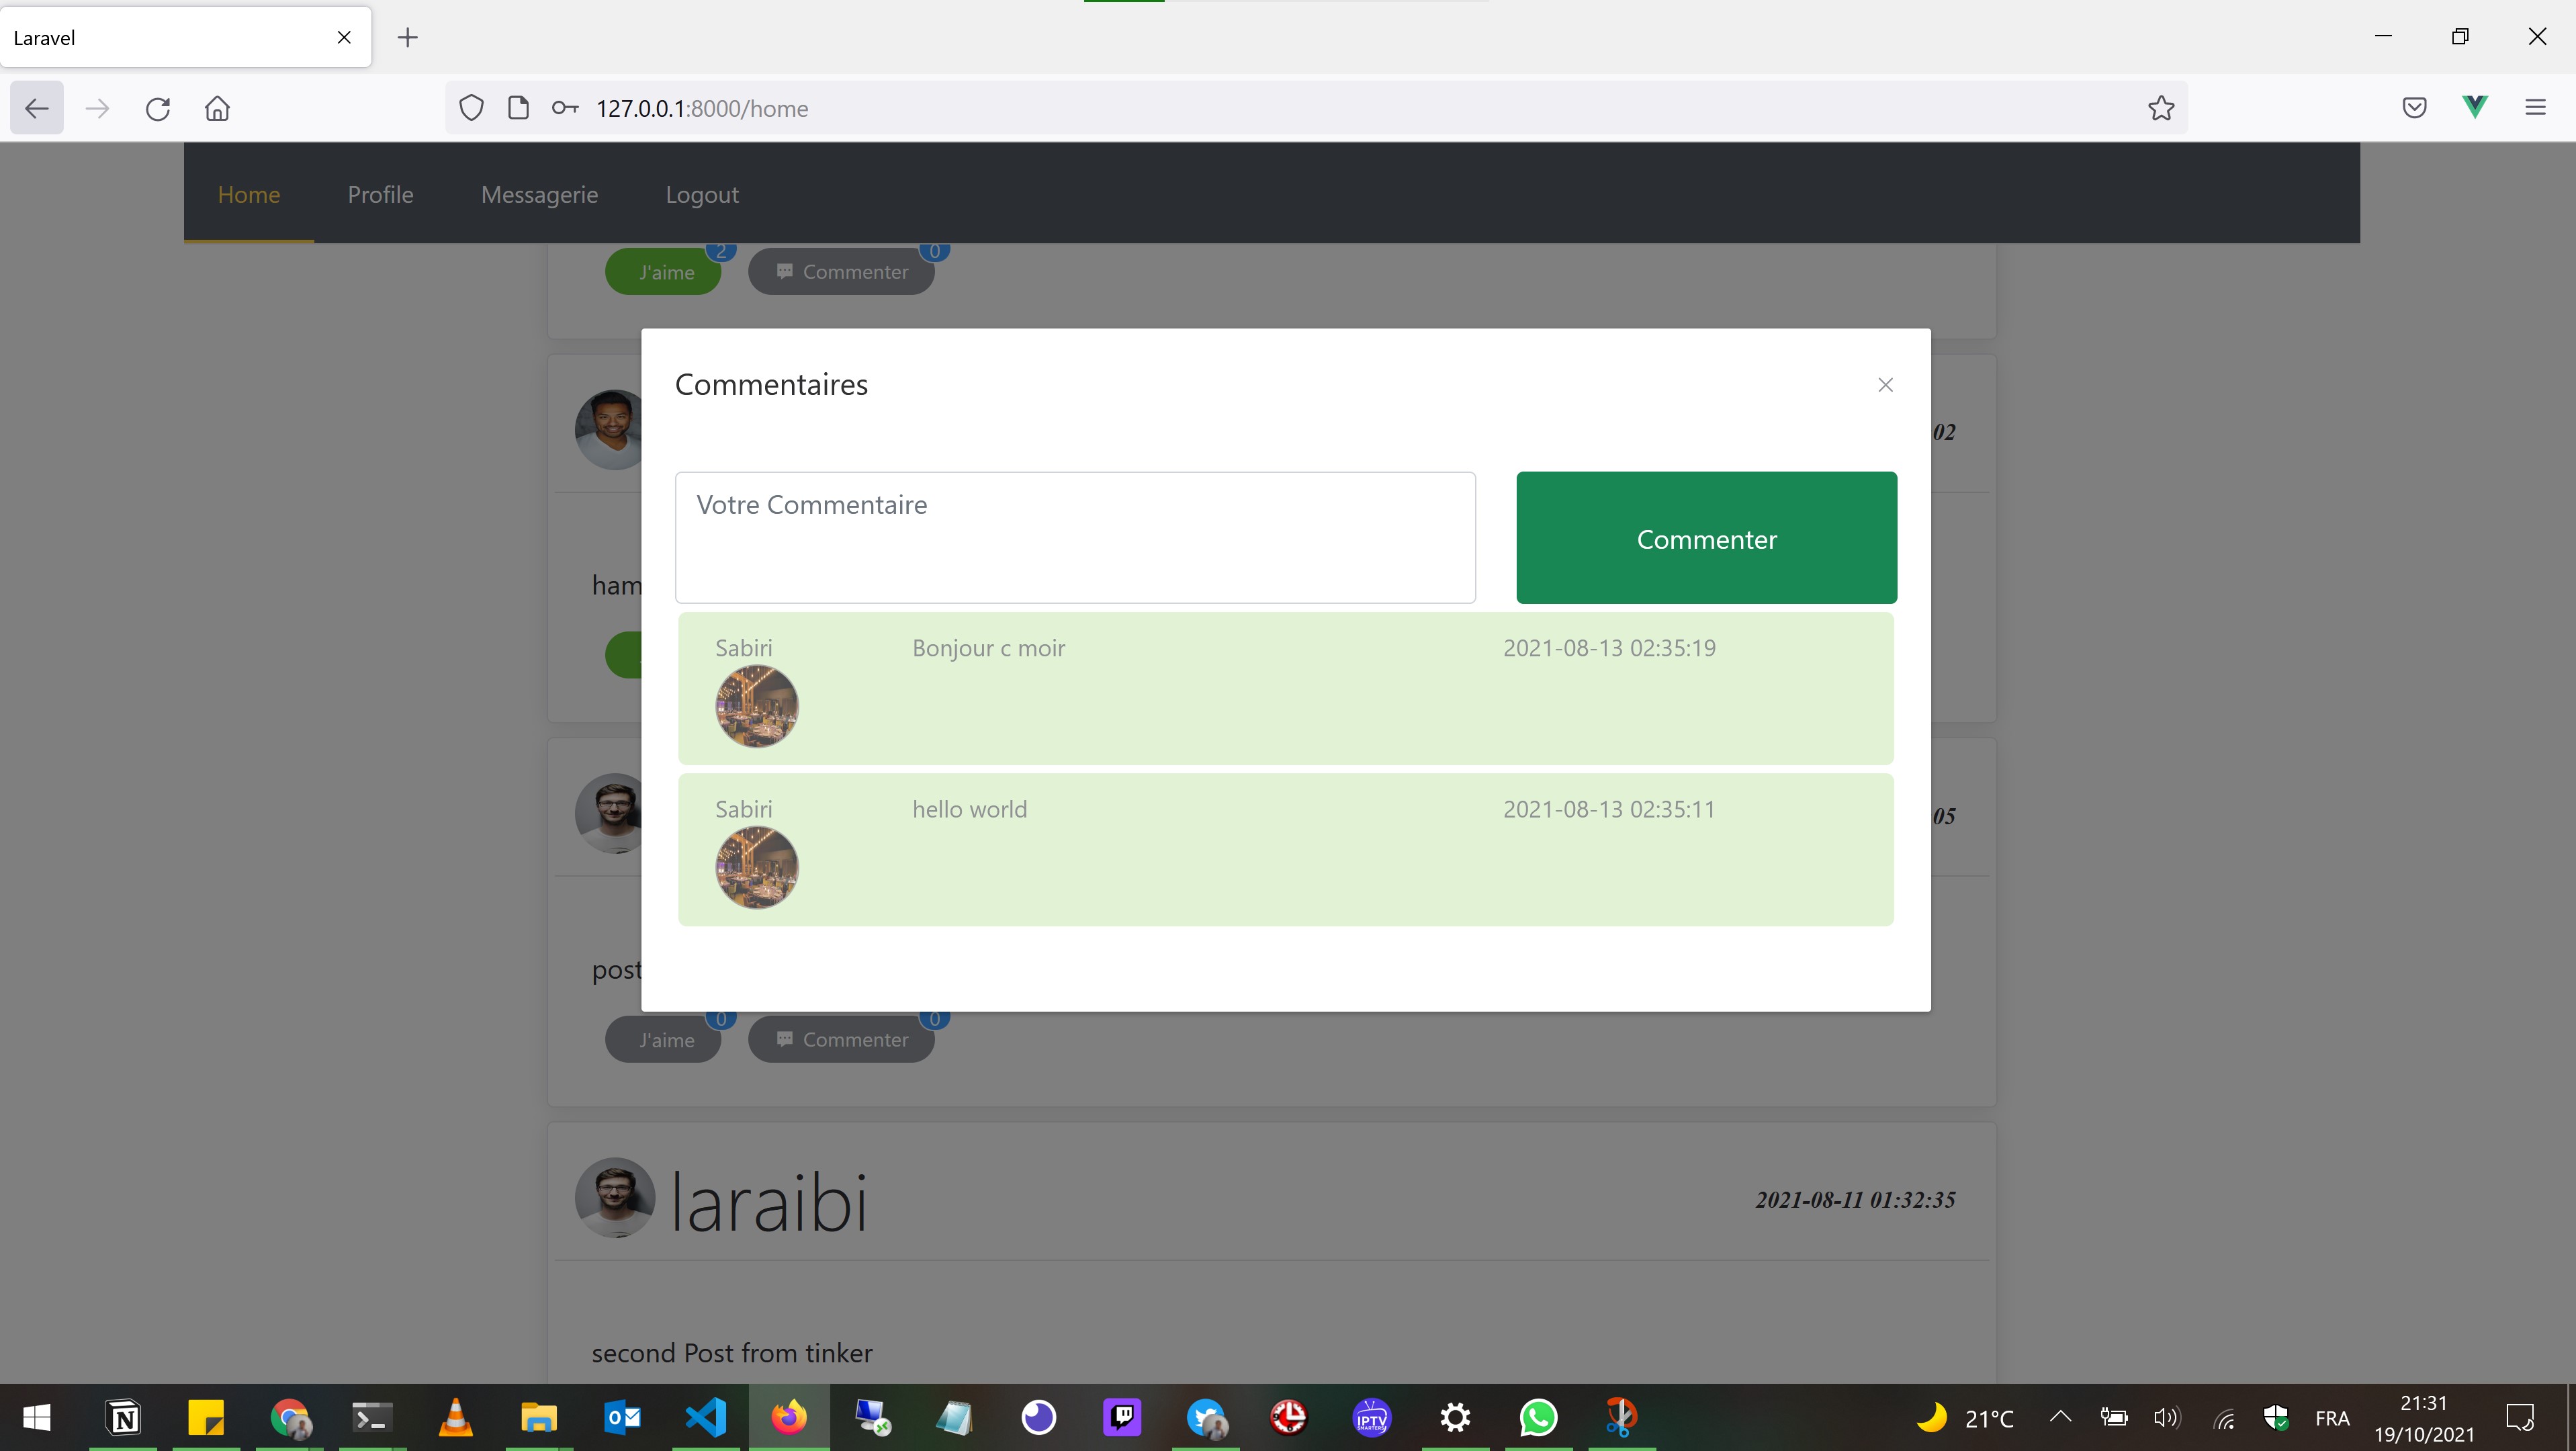 Laravel
127.0.0.1:8000/home
Home Profile Messagerie Logout
J'aime 2 Commenter 0
Commentaires
02
Votre Commentaire
Commenter
ham
Sabiri Bonjour c moir 2021-08-13 02:35:19
Sabiri hello world 2021-08-13 02:35:11
05
post
J'aime 0 Commenter 0
laraibi 2021-08-11 01:32:35
second Post from tinker
IPTV
SMARTERS
21°C
FRA
21:31
19/10/2021